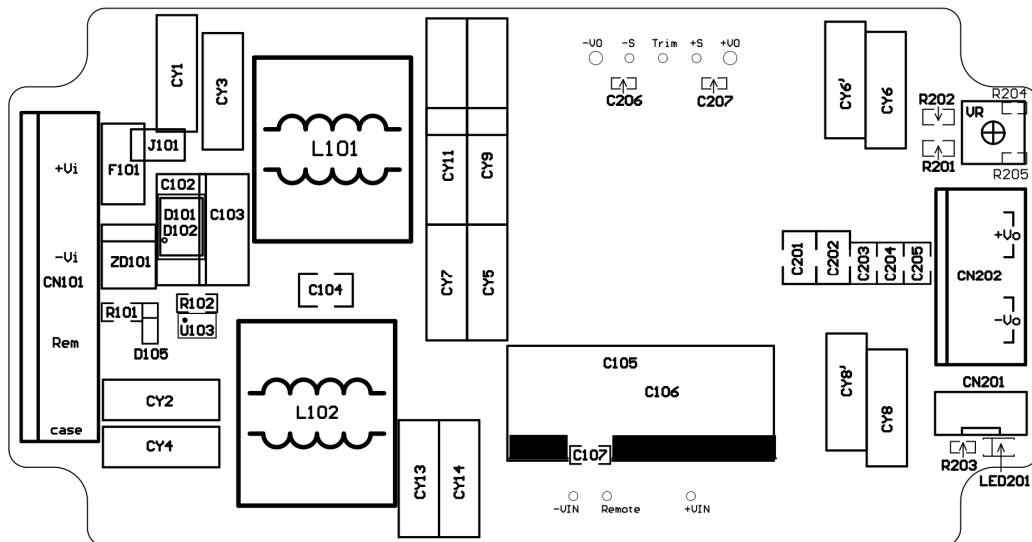 -VO -S Trim +S +VO
C206 C207
CY1
CY3
CY11
CY9
CY6'
CY6
R202
R204
VR
R201
R205
L101
J101
F101
+Vi
C102
D101
D102
C103
-Vi
ZD101
CN101
CY7
CY5
C104
C201
C202
C203
C204
C205
+Vo
CN202
-Vo
R101
R102
U103
D105
Rem
C105
C106
CY8'
CY8
CN201
CY2
L102
case
CY4
C107
CY13
CY14
R203
LED201
-VIN Remote +VIN